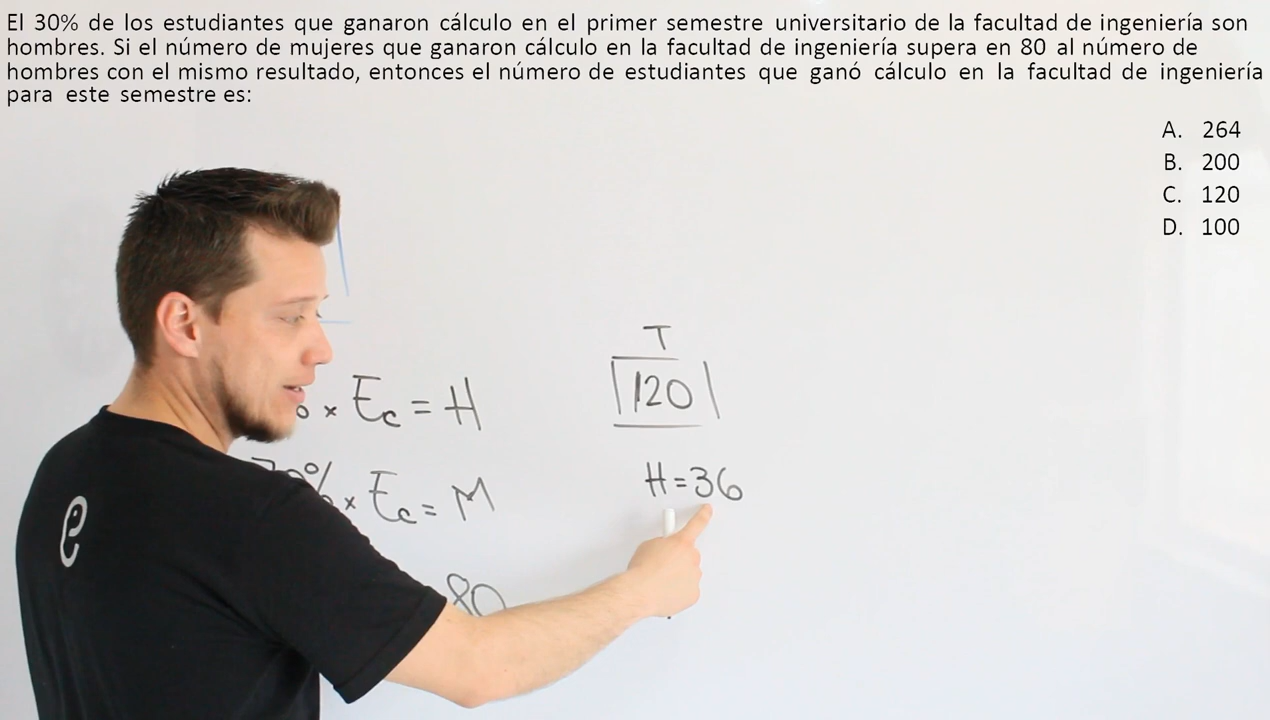 El 30% de los estudiantes que ganaron cálculo en el primer semestre universitario de la facultad de ingeniería son
hombres. Si el número de mujeres que ganaron cálculo en la facultad de ingeniería supera en 80 al número de
hombres con el mismo resultado, entonces el número de estudiantes que ganó cálculo en la facultad de ingeniería
para este semestre es:
A. 264
B. 200
C. 120
D. 100
T
120
× Ec = H
H=36
% × Ec = M
80
e